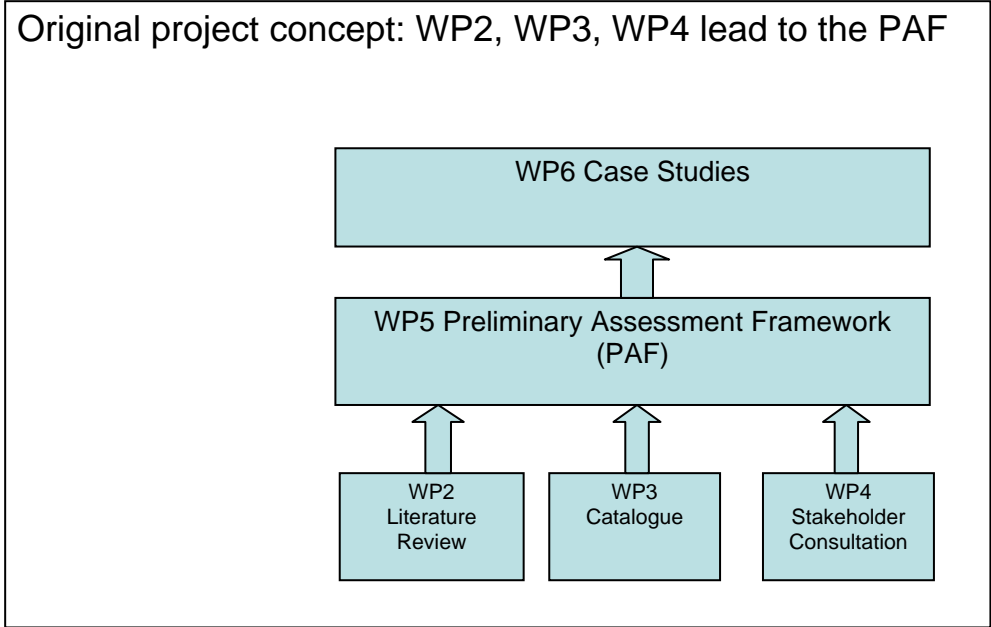 Original project concept: WP2, WP3, WP4 lead to the PAF
WP6 Case Studies
WP5 Preliminary Assessment Framework
(PAF)
WP2
Literature
Review
WP3
Catalogue
WP4
Stakeholder
Consultation